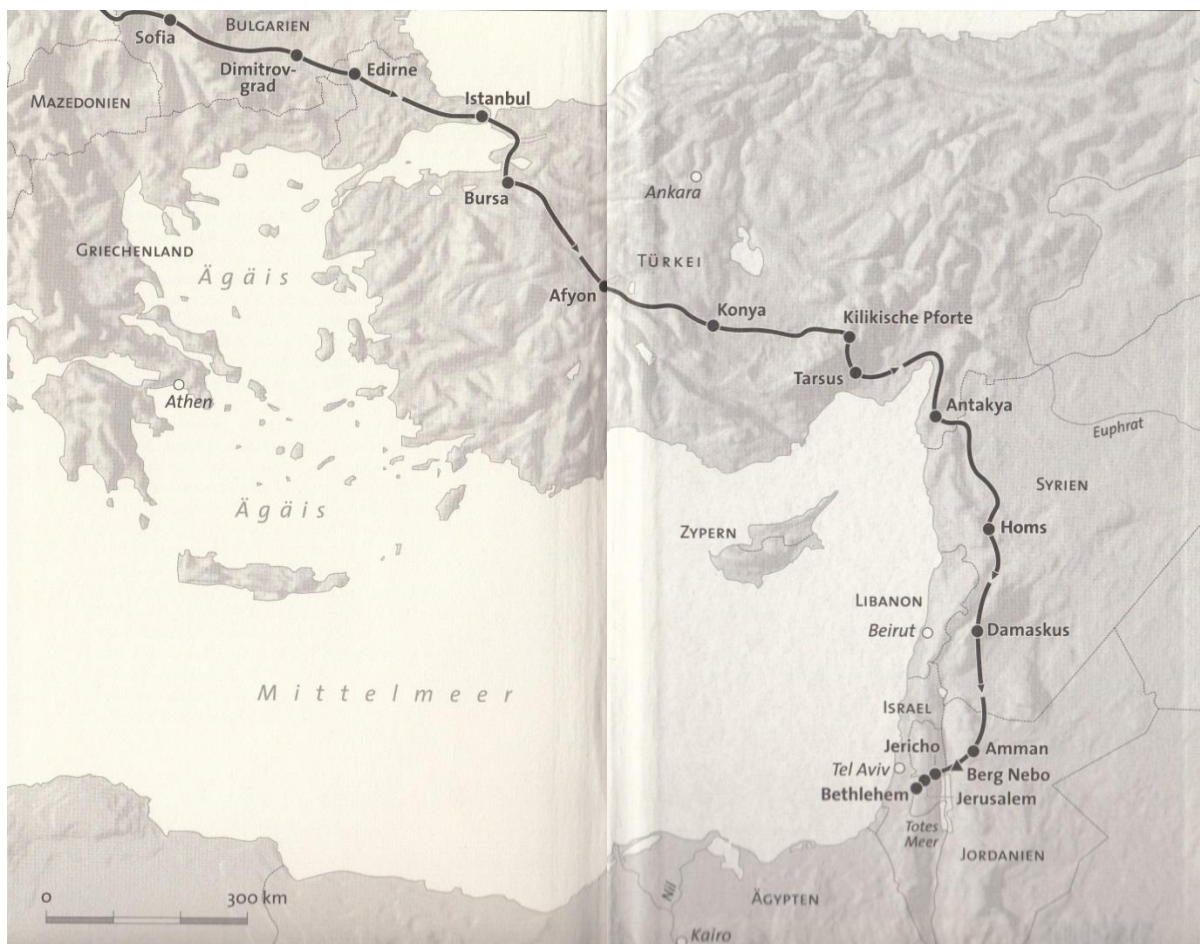 BULGARIEN
Sofia
Dimitrov-
grad
Edirne
MAZEDONIEN
Istanbul
Bursa
Ankara
GRIECHENLAND
Ägäis
TÜRKEI
Afyon
Konya
Kilikische Pforte
Tarsus
Athen
Antakya
Euphrat
SYRIEN
Ägäis
ZYPERN
Homs
LIBANON
Beirut
Damaskus
Mittelmeer
ISRAEL
Jericho
Amman
Tel Aviv
Berg Nebo
Bethlehem
Jerusalem
Totes
Meer
JORDANIEN
0 300 km
Nil
ÄGYPTEN
Kairo